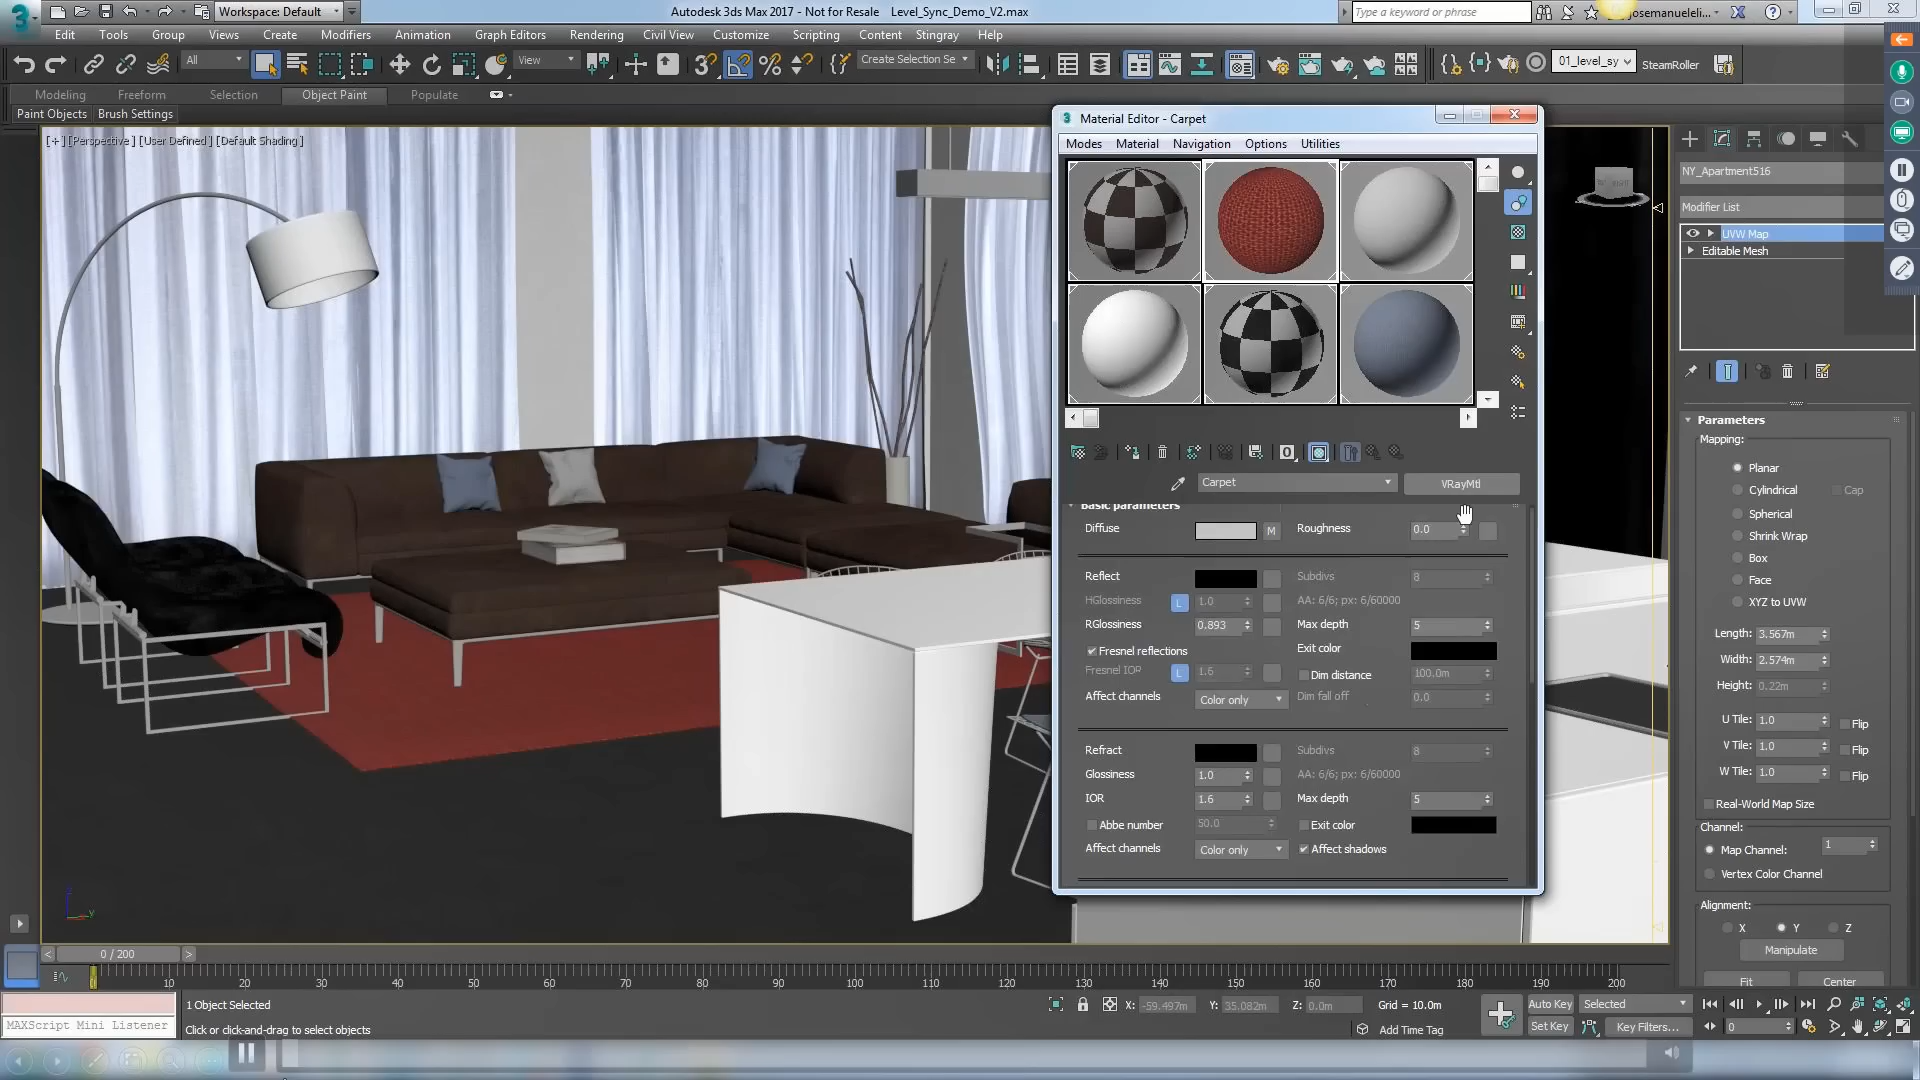 Workspace: Default
Autodesk 3ds Max 2017 - Not for Resale Level_Sync_Demo_V2.max
Type a keyword or phrase
josemanueleli...
Edit Tools Group Views Create Modifiers Animation Graph Editors Rendering Civil View Customize Scripting Content Stingray Help
All
View
Create Selection Se
01_level_sy
SteamRoller
Modeling Freeform Selection Object Paint Populate
Paint Objects Brush Settings
[+] [Perspective ] [User Defined ] [Default Shading ]
Material Editor - Carpet
Modes Material Navigation Options Utilities
Carpet
VRayMtl
Basic parameters
Diffuse M Roughness 0.0
Reflect Subdivs 8
HGlossiness L 1.0 AA: 6/6; px: 6/60000
RGlossiness 0.893 Max depth 5
Fresnel reflections Exit color
Fresnel IOR L 1.6 Dim distance 100.0m
Affect channels Color only Dim fall off 0.0
Refract Subdivs 8
Glossiness 1.0 AA: 6/6; px: 6/60000
IOR 1.6 Max depth 5
Abbe number 50.0 Exit color
Affect channels Color only Affect shadows
NY_Apartment516
Modifier List
UVW Map
Editable Mesh
Parameters
Mapping:
Planar
Cylindrical Cap
Spherical
Shrink Wrap
Box
Face
XYZ to UVW
Length: 3.567m
Width: 2.574m
Height: 0.22m
U Tile: 1.0 Flip
V Tile: 1.0 Flip
W Tile: 1.0 Flip
Real-World Map Size
Channel:
Map Channel: 1
Vertex Color Channel
Alignment:
X Y Z
Manipulate
Fit Center
0 / 200
10 20 30 40 50 60 70 80 90 100 110 120 130 140 150 160 170 180 190 200
1 Object Selected
X: -59.497m Y: 35.082m Z: 0.0m Grid = 10.0m
Auto Key Selected
MAXScript Mini Listener
Click or click-and-drag to select objects
Add Time Tag
Set Key Key Filters...
0